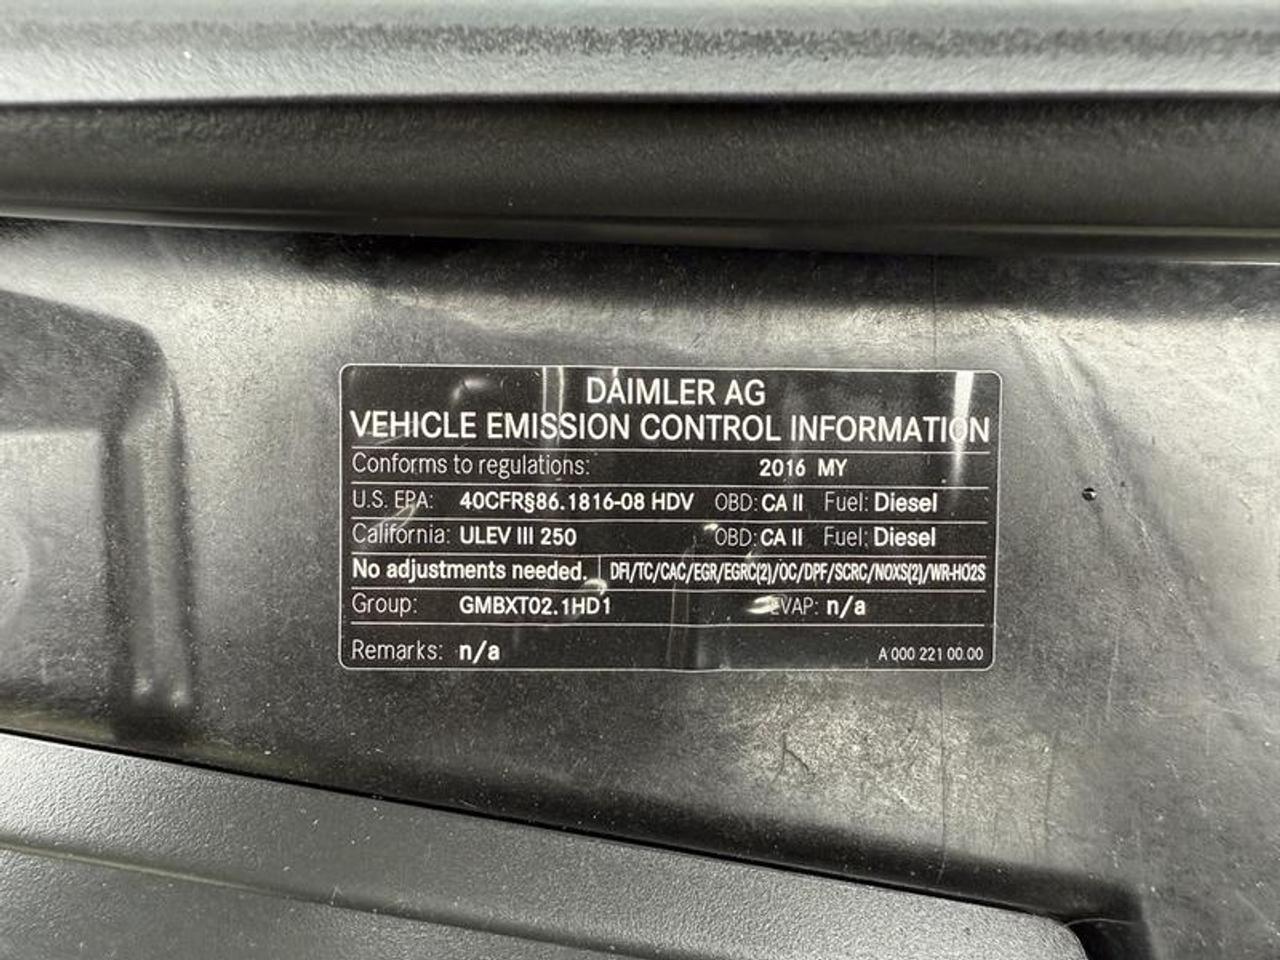 DAIMLER AG
VEHICLE EMISSION CONTROL INFORMATION
Conforms to regulations: 2016 MY
U.S. EPA: 40CFR§86.1816-08 HDV OBD: CA II Fuel: Diesel
California: ULEV III 250 OBD: CA II Fuel: Diesel
No adjustments needed. DFI/TC/CAC/EGR/EGRC(2)/OC/DPF/SCRC/NOXS(2)/WR-HO2S
Group: GMBXT02.1HD1 EVAP: n/a
Remarks: n/a A 000 221 00 00